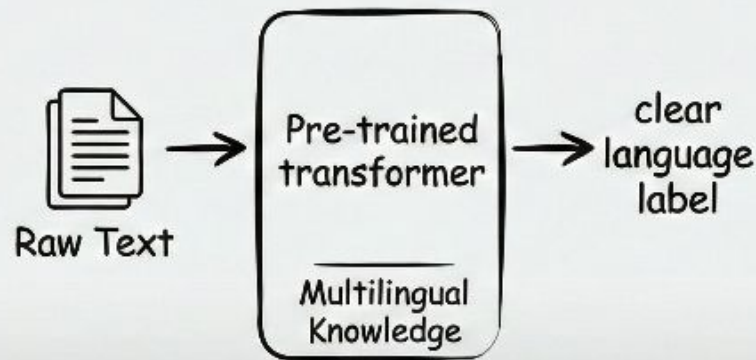 Raw Text
Pre-trained
transformer
Multilingual
Knowledge
clear
language
label